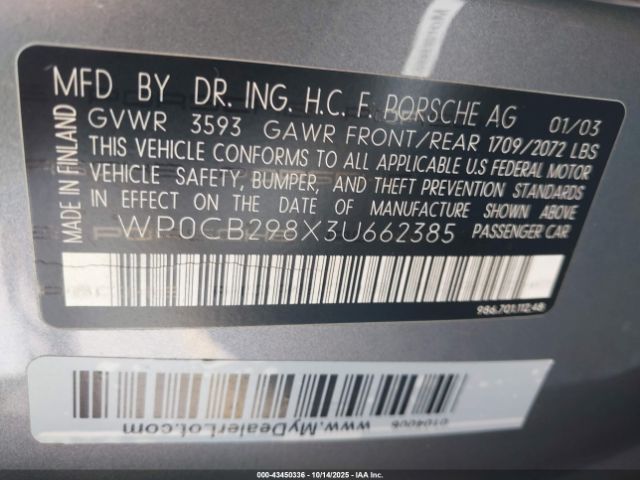 MFD BY DR. ING. H.C. F. PORSCHE AG 01/03
GVWR 3593 GAWR FRONT/REAR 1709/2072 LBS
THIS VEHICLE CONFORMS TO ALL APPLICABLE U.S FEDERAL MOTOR
VEHICLE SAFETY, BUMPER, AND THEFT PREVENTION STANDARDS
IN EFFECT ON THE DATE OF MANUFACTURE SHOWN ABOVE
WP0CB298X3U662385 PASSENGER CAR
MADE IN FINLAND
986.701.112.48
www.MyDealerLot.com
0104006
000-43450336 - 10/14/2025 - IAAI, Inc.